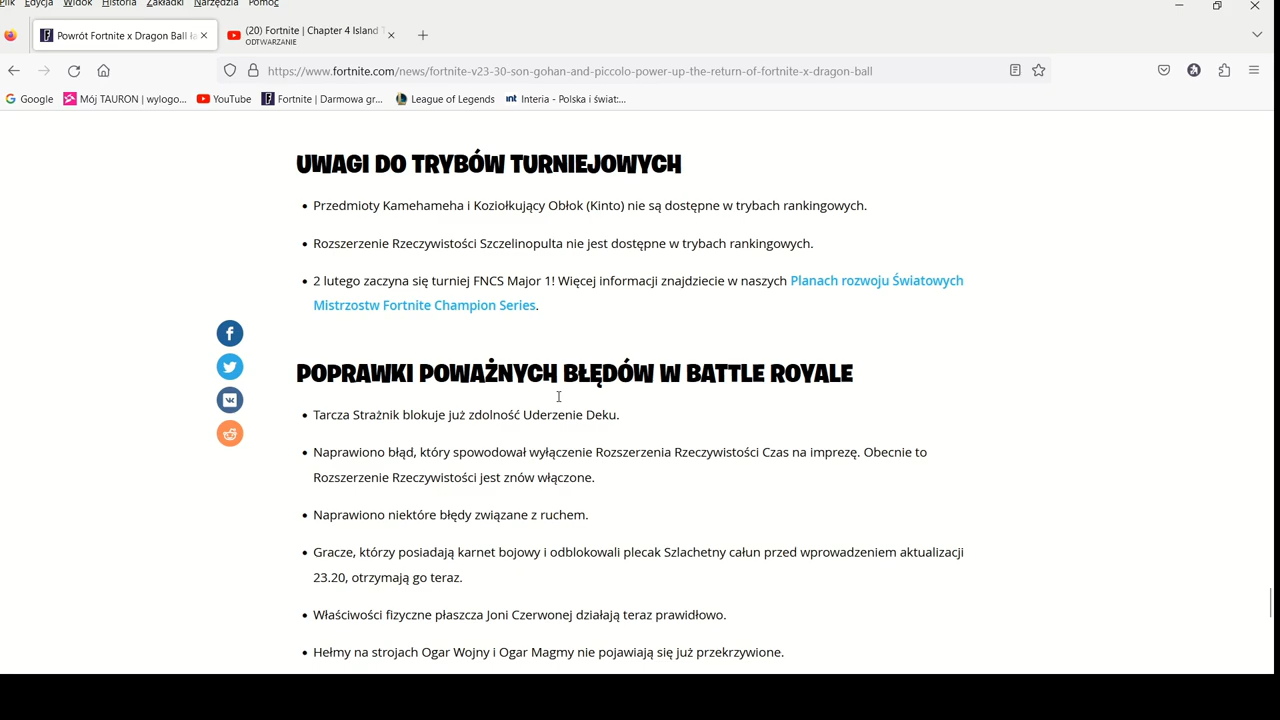 Plik Edycja Widok Historia Zakładki Narzędzia Pomoc
Powrót Fortnite x Dragon Ball ła
(20) Fortnite | Chapter 4 Island T
ODTWARZANIE
https://www.fortnite.com/news/fortnite-v23-30-son-gohan-and-piccolo-power-up-the-return-of-fortnite-x-dragon-ball
Google Mój TAURON | wylogo... YouTube Fortnite | Darmowa gr... League of Legends int Interia - Polska i świat:...
UWAGI DO TRYBÓW TURNIEJOWYCH
• Przedmioty Kamehameha i Koziołkujący Obłok (Kinto) nie są dostępne w trybach rankingowych.
• Rozszerzenie Rzeczywistości Szczelinopulta nie jest dostępne w trybach rankingowych.
• 2 lutego zaczyna się turniej FNCS Major 1! Więcej informacji znajdziecie w naszych Planach rozwoju Światowych
Mistrzostw Fortnite Champion Series.
POPRAWKI POWAŻNYCH BŁĘDÓW W BATTLE ROYALE
• Tarcza Strażnik blokuje już zdolność Uderzenie Deku.
• Naprawiono błąd, który spowodował wyłączenie Rozszerzenia Rzeczywistości Czas na imprezę. Obecnie to
Rozszerzenie Rzeczywistości jest znów włączone.
• Naprawiono niektóre błędy związane z ruchem.
• Gracze, którzy posiadają karnet bojowy i odblokowali plecak Szlachetny całun przed wprowadzeniem aktualizacji
23.20, otrzymają go teraz.
• Właściwości fizyczne płaszcza Joni Czerwonej działają teraz prawidłowo.
• Hełmy na strojach Ogar Wojny i Ogar Magmy nie pojawiają się już przekrzywione.